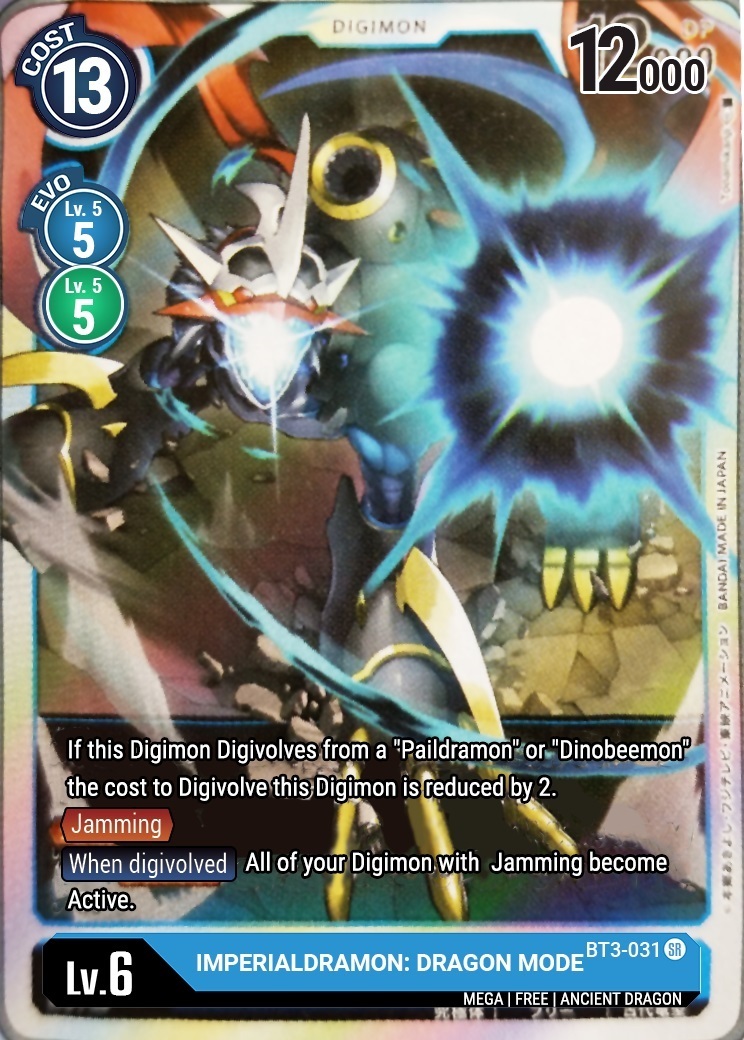 DIGIMON
COST
13
12000
DP
EVO
Lv. 5
5
Lv. 5
5
BANDAI MADE IN JAPAN
If this Digimon Digivolves from a "Paildramon" or "Dinobeemon"
the cost to Digivolve this Digimon is reduced by 2.
Jamming
When digivolved All of your Digimon with Jamming become
Active.
BT3-031 SR
Lv.6 IMPERIALDRAMON: DRAGON MODE
MEGA | FREE | ANCIENT DRAGON